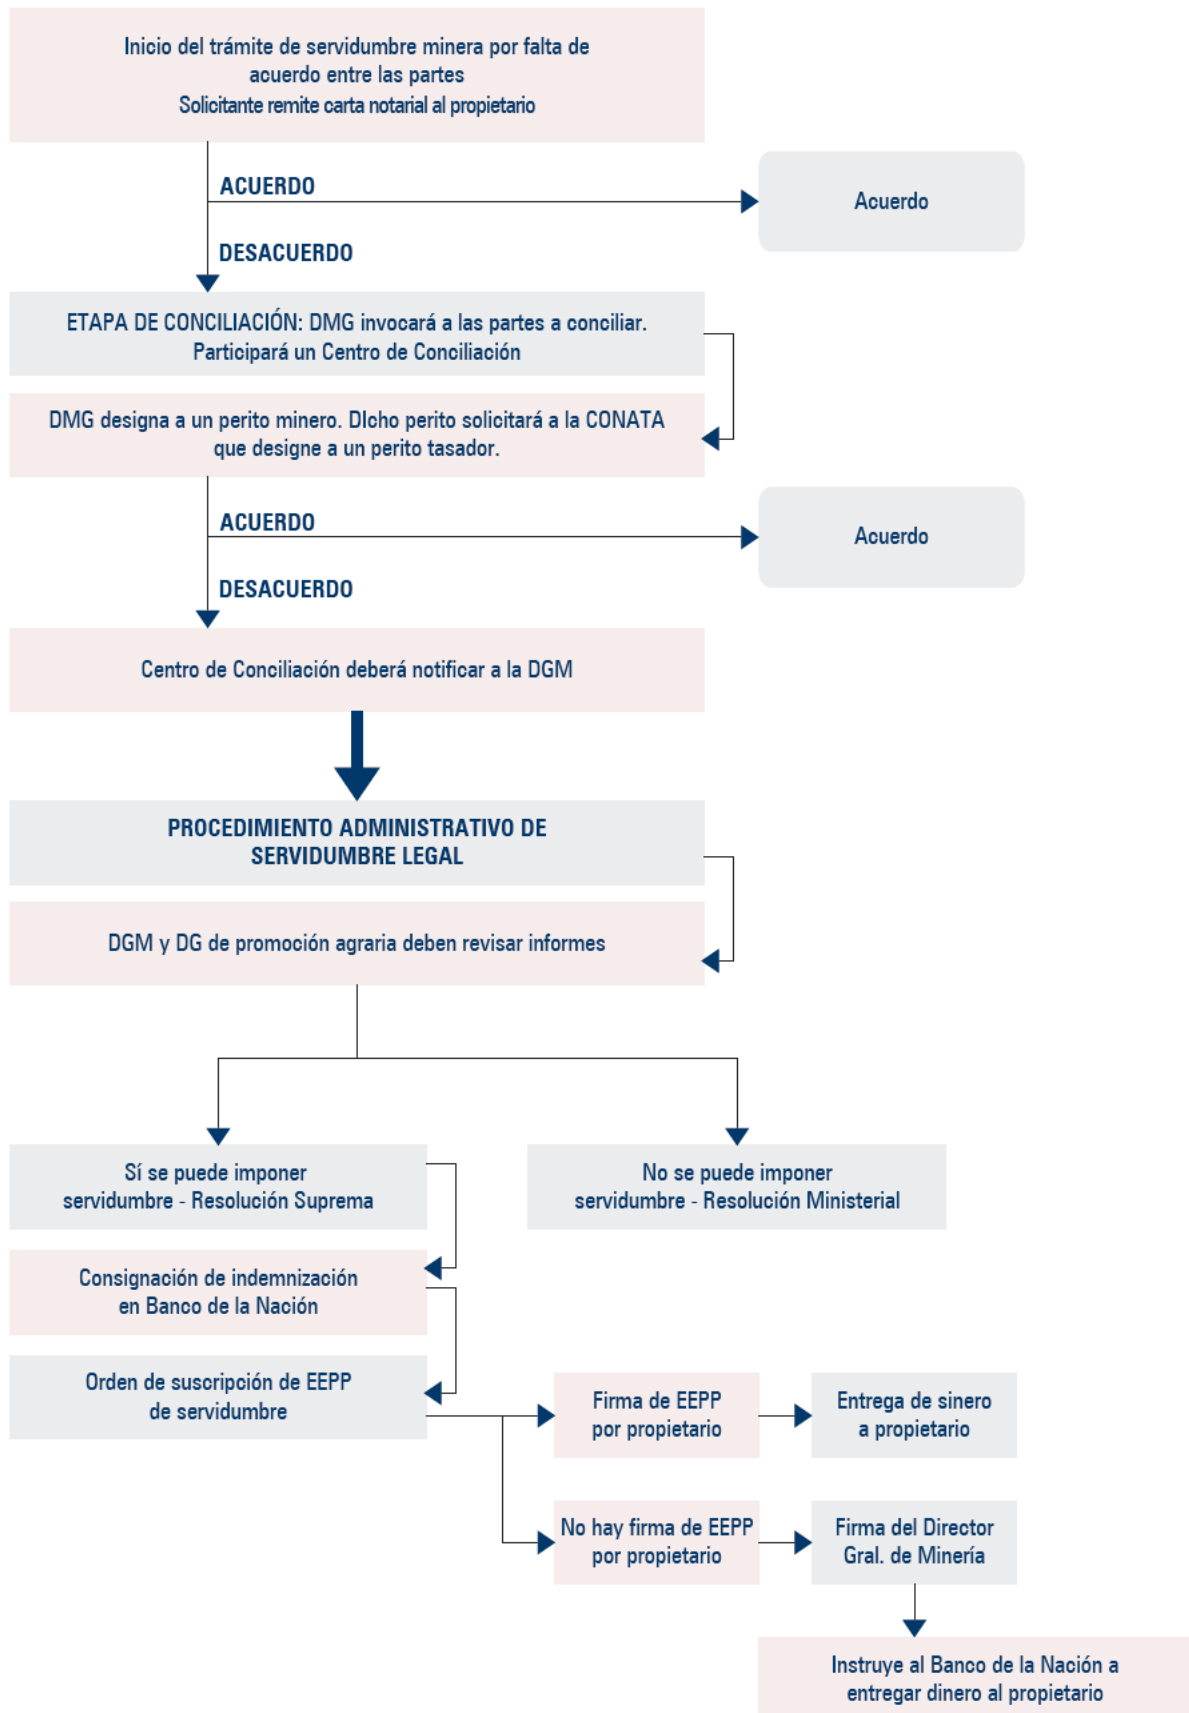 Inicio del trámite de servidumbre minera por falta de
acuerdo entre las partes
Solicitante remite carta notarial al propietario
ACUERDO
Acuerdo
DESACUERDO
ETAPA DE CONCILIACIÓN: DMG invocará a las partes a conciliar.
Participará un Centro de Conciliación
DMG designa a un perito minero. DIcho perito solicitará a la CONATA
que designe a un perito tasador.
ACUERDO
Acuerdo
DESACUERDO
Centro de Conciliación deberá notificar a la DGM
PROCEDIMIENTO ADMINISTRATIVO DE
SERVIDUMBRE LEGAL
DGM y DG de promoción agraria deben revisar informes
Sí se puede imponer
servidumbre - Resolución Suprema
No se puede imponer
servidumbre - Resolución Ministerial
Consignación de indemnización
en Banco de la Nación
Orden de suscripción de EEPP
de servidumbre
Firma de EEPP
por propietario
Entrega de sinero
a propietario
No hay firma de EEPP
por propietario
Firma del Director
Gral. de Minería
Instruye al Banco de la Nación a
entregar dinero al propietario